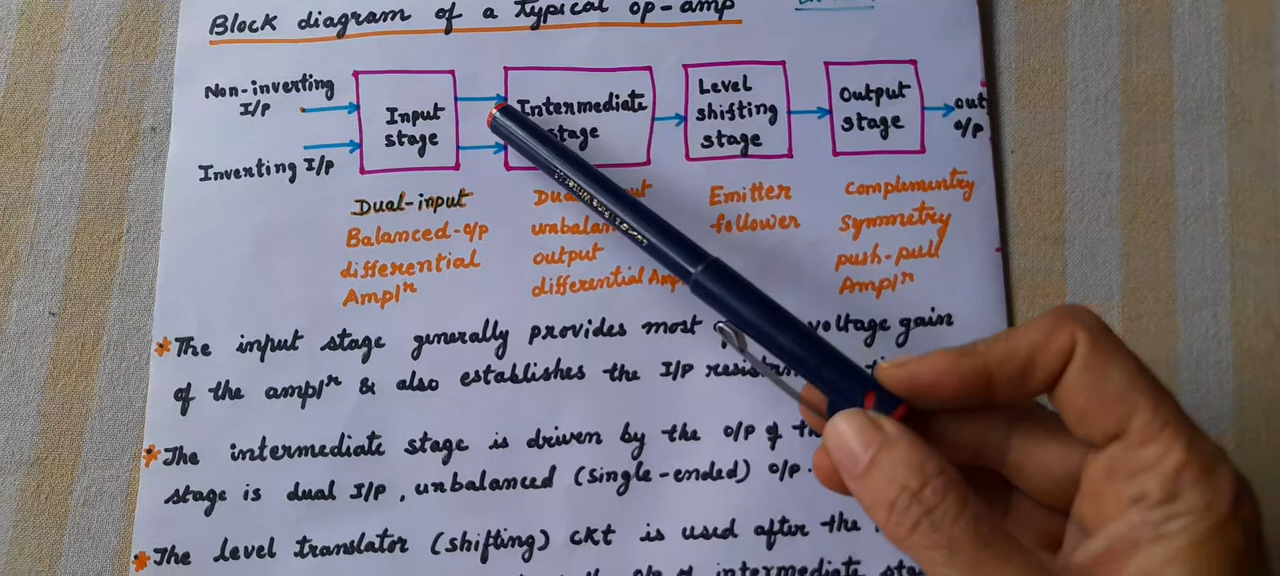 Block diagram of a typical op-amp
Non-inverting
I/P
Inverting I/P
Input
stage
Intermediate
stage
Level
shifting
stage
Output
stage
out
o/p
Dual-input
Balanced-o/p
differential
Amplr
output
differential
Emitter
follower
Complementry
Symmetry
push-pull
Amplr
*The input stage generally provides most voltage gain
of the amplr & also establishes the I/P
*The intermediate stage is driven by the o/p of
stage is dual I/P, unbalanced (single-ended) o/p.
*The level translator (shifting) ckt is used after the
o/p of intermediate